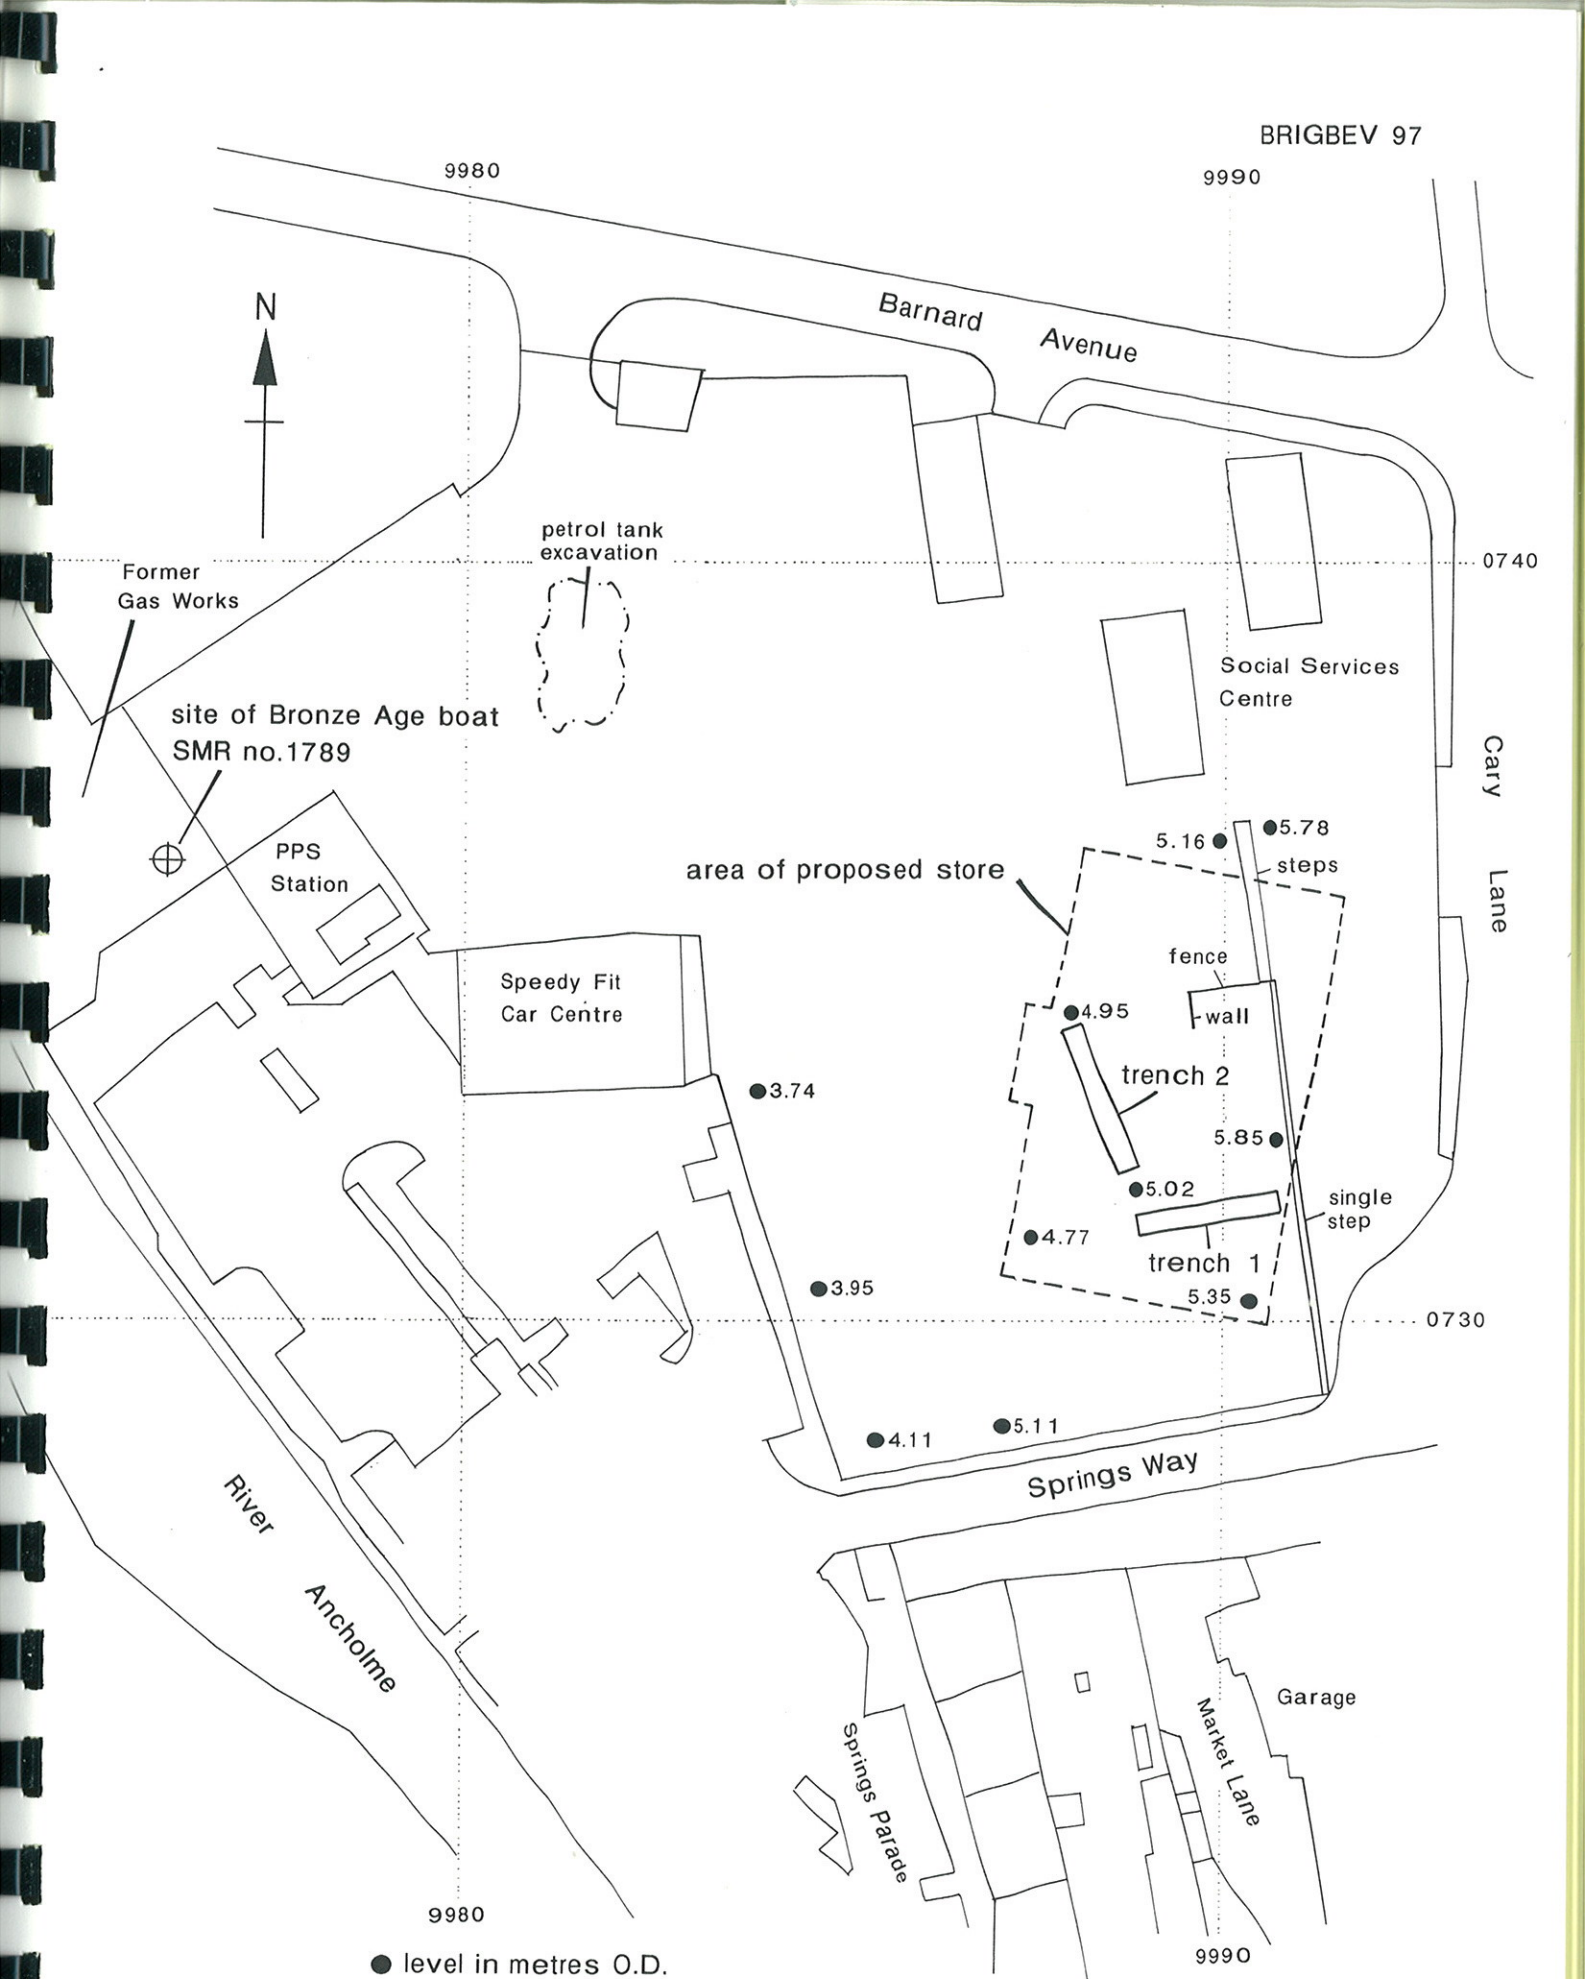 BRIGBEV 97
9980
9990
N
Barnard Avenue
petrol tank
excavation
0740
Former
Gas Works
Social Services
Centre
site of Bronze Age boat
SMR no.1789
Cary Lane
PPS
Station
5.16
5.78
steps
area of proposed store
fence
wall
Speedy Fit
Car Centre
4.95
trench 2
3.74
5.85
5.02
single
step
4.77
trench 1
3.95
5.35
0730
4.11
5.11
Springs Way
River Ancholme
Garage
Market Lane
Springs Parade
9980
9990
level in metres O.D.